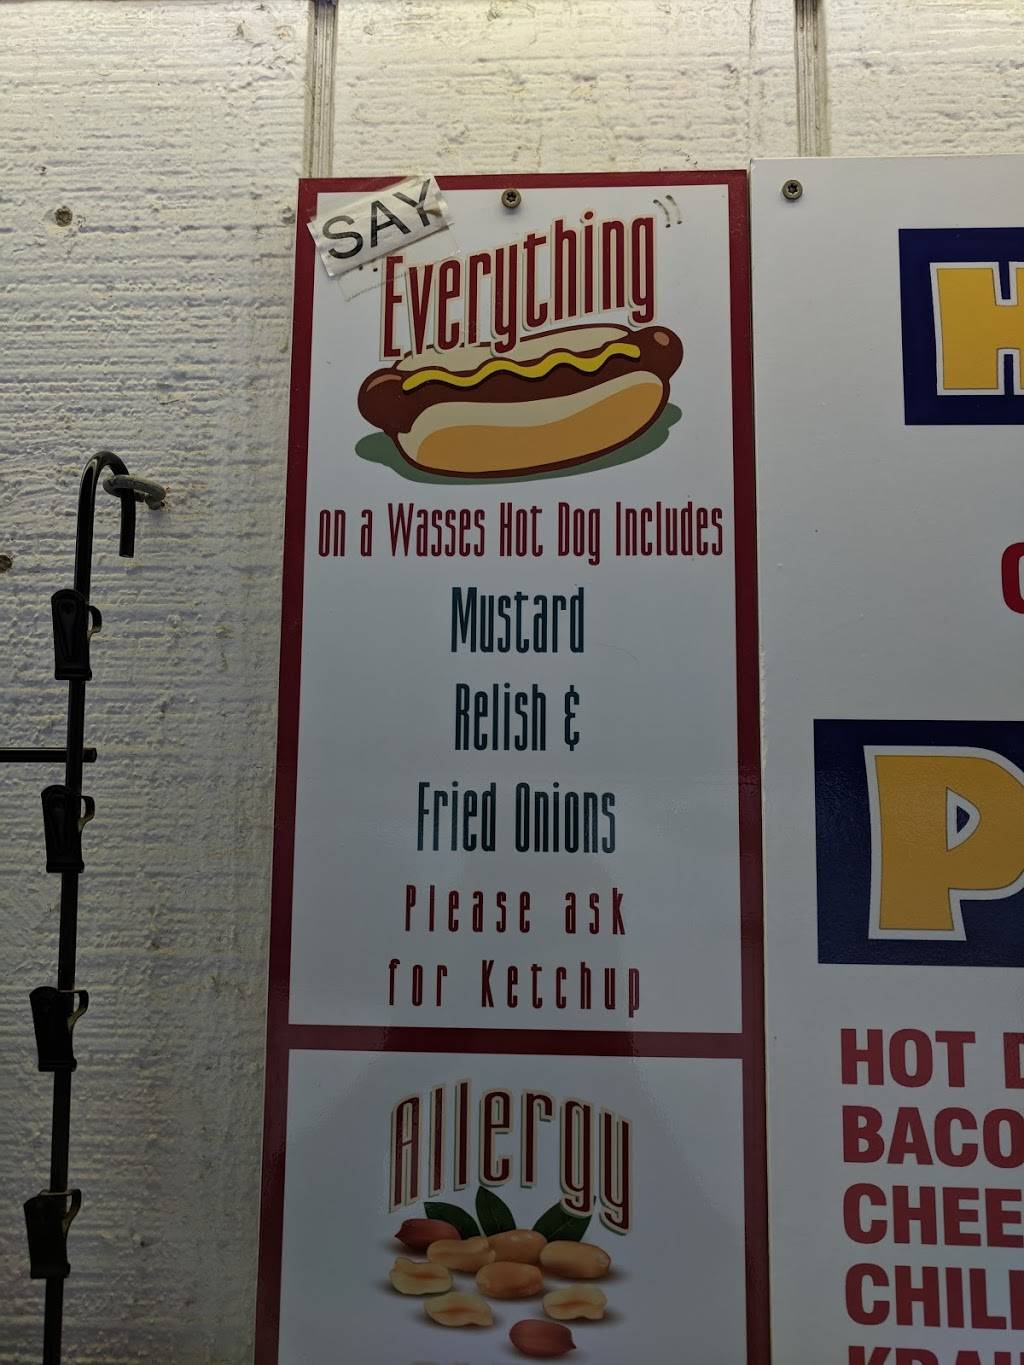 SAY
"Everything"
on a Wasses Hot Dog Includes
Mustard
Relish &
Fried Onions
Please ask
for Ketchup
Allergy
H
P
HOT D
BACO
CHEE
CHIL
KRAU